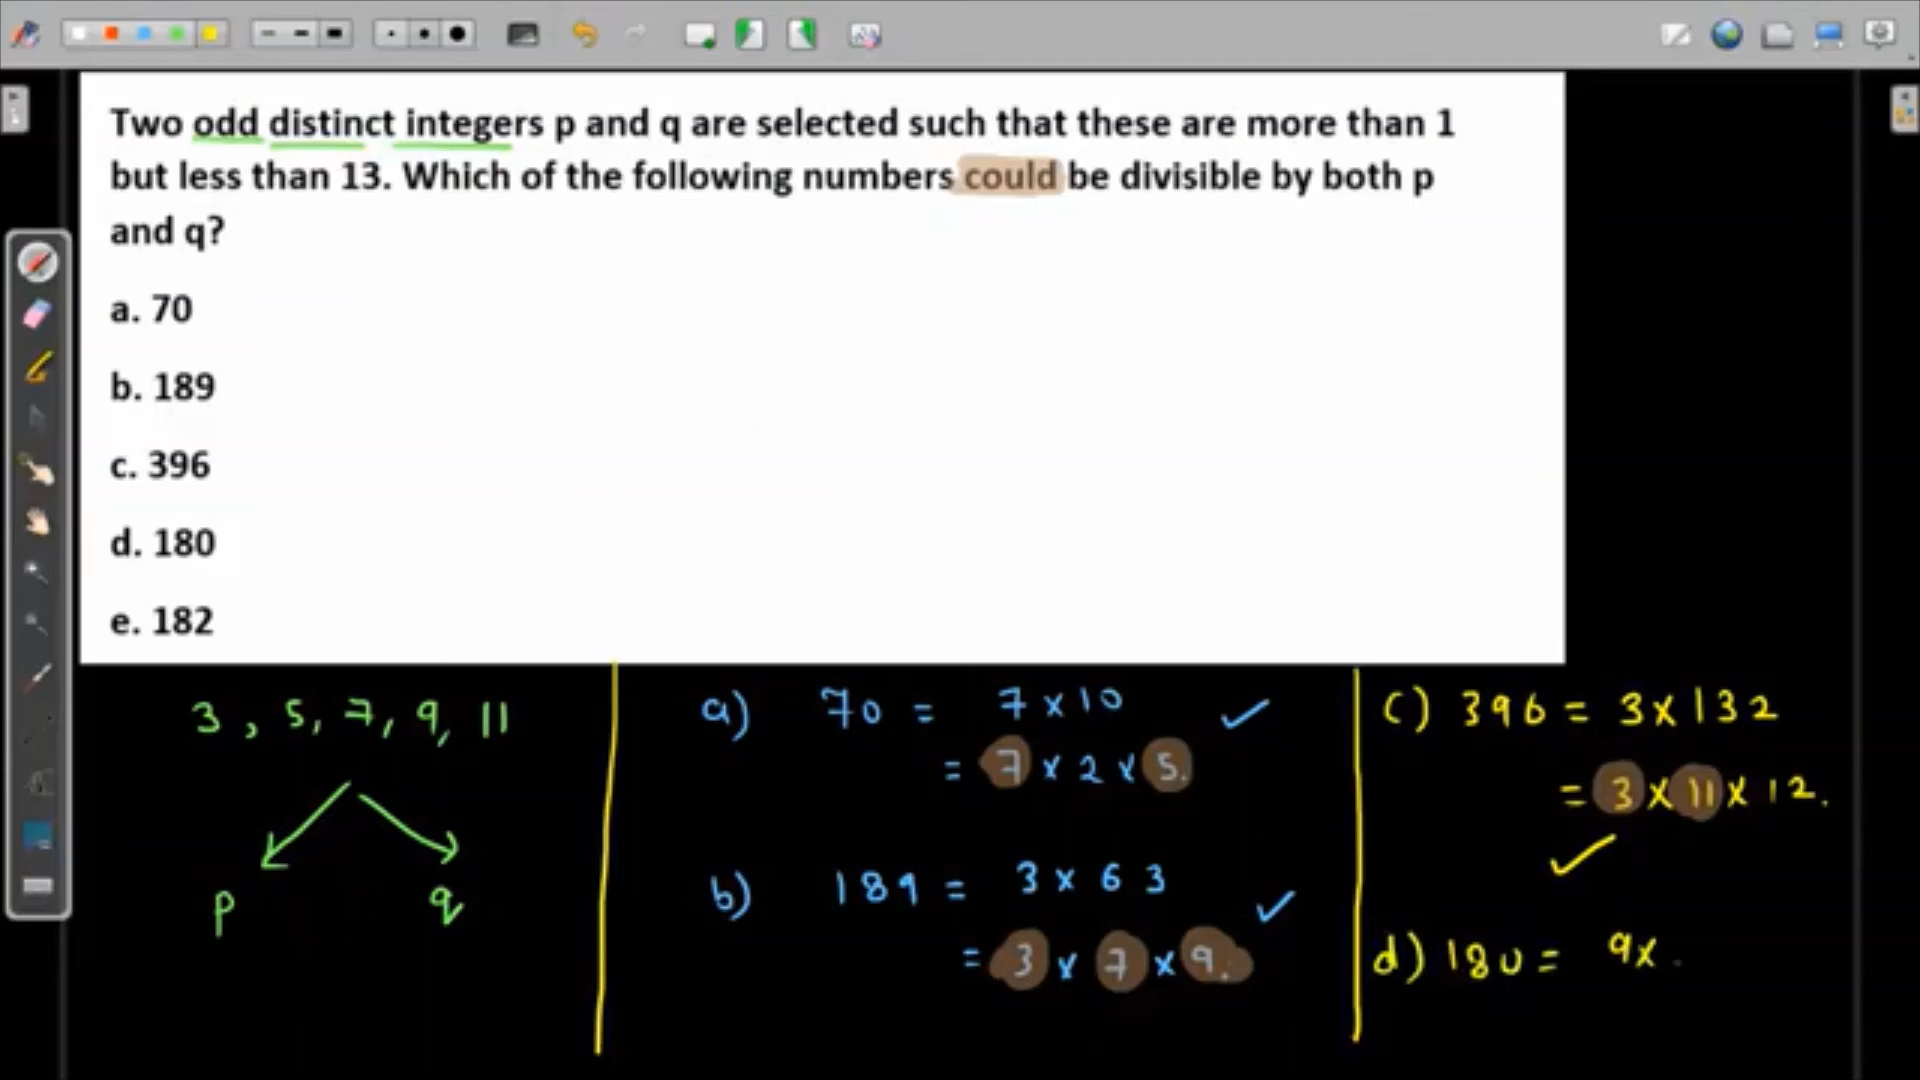 Two odd distinct integers p and q are selected such that these are more than 1
but less than 13. Which of the following numbers could be divisible by both p
and q?
a. 70
b. 189
c. 396
d. 180
e. 182
3, 5, 7, 9, 11
p q
a) 70 = 7 x 10
= 7 x 2 x 5.
b) 189 = 3 x 63
= 3 x 7 x 9.
c) 396 = 3 x 132
= 3 x 11 x 12.
d) 180 = 9x